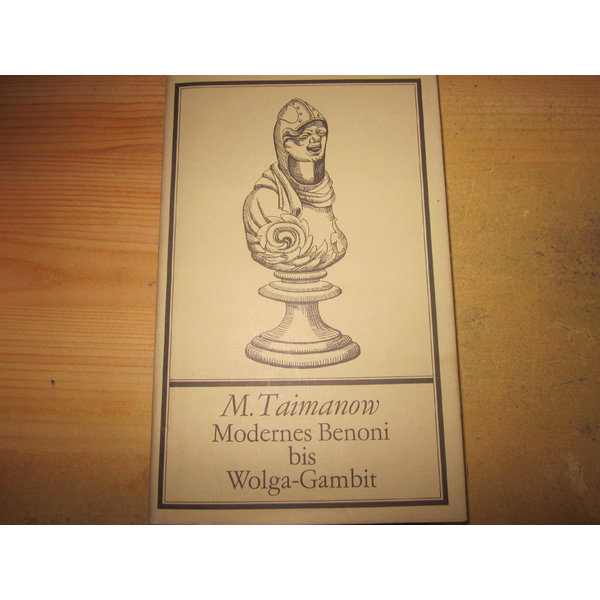 M. Taimanow
Modernes Benoni
bis
Wolga-Gambit